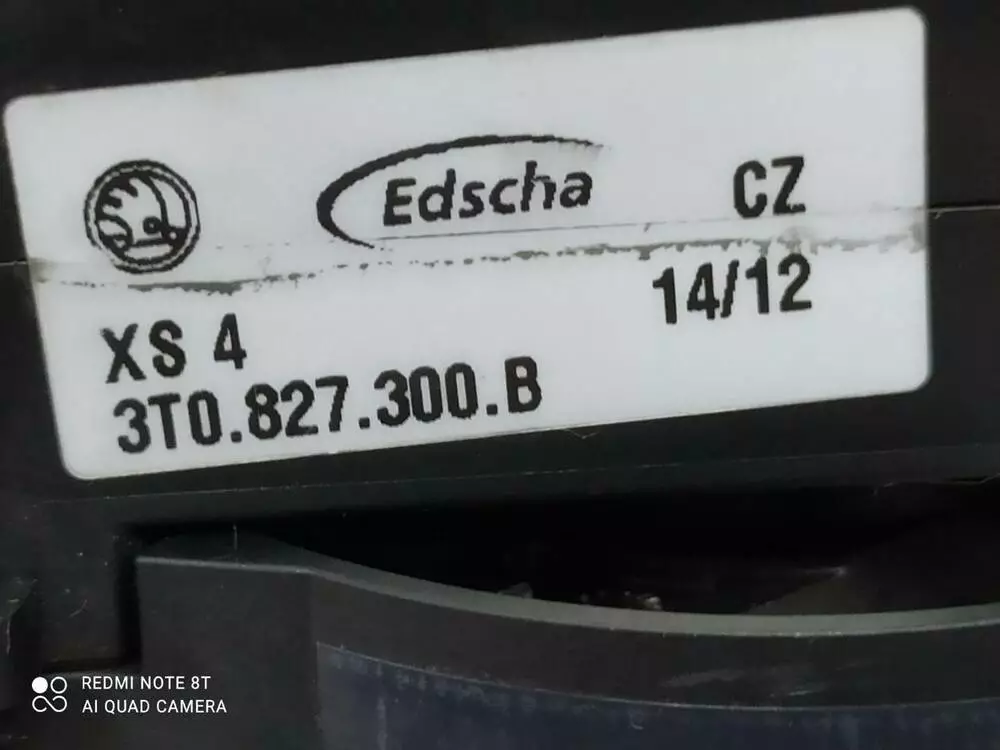 Edscha CZ
14/12
XS 4
3T0.827.300.B
REDMI NOTE 8T
AI QUAD CAMERA